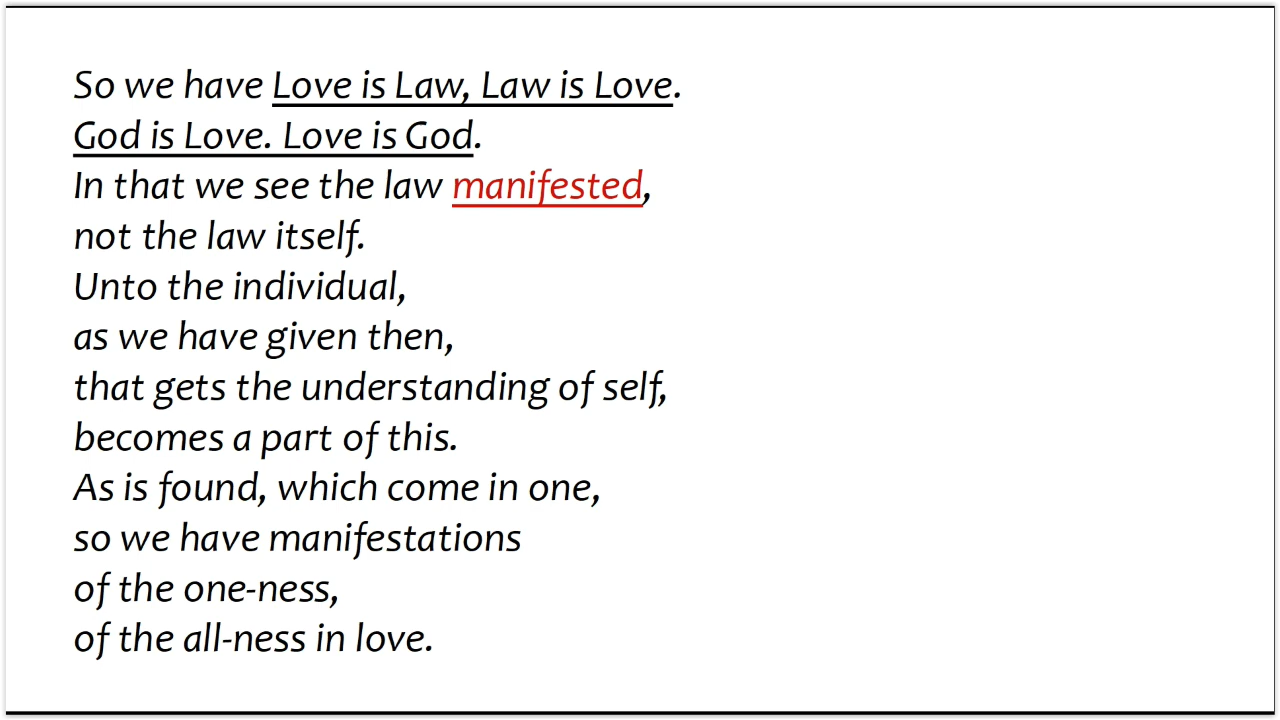 So we have Love is Law, Law is Love.
God is Love. Love is God.
In that we see the law manifested,
not the law itself.
Unto the individual,
as we have given then,
that gets the understanding of self,
becomes a part of this.
As is found, which come in one,
so we have manifestations
of the one-ness,
of the all-ness in love.